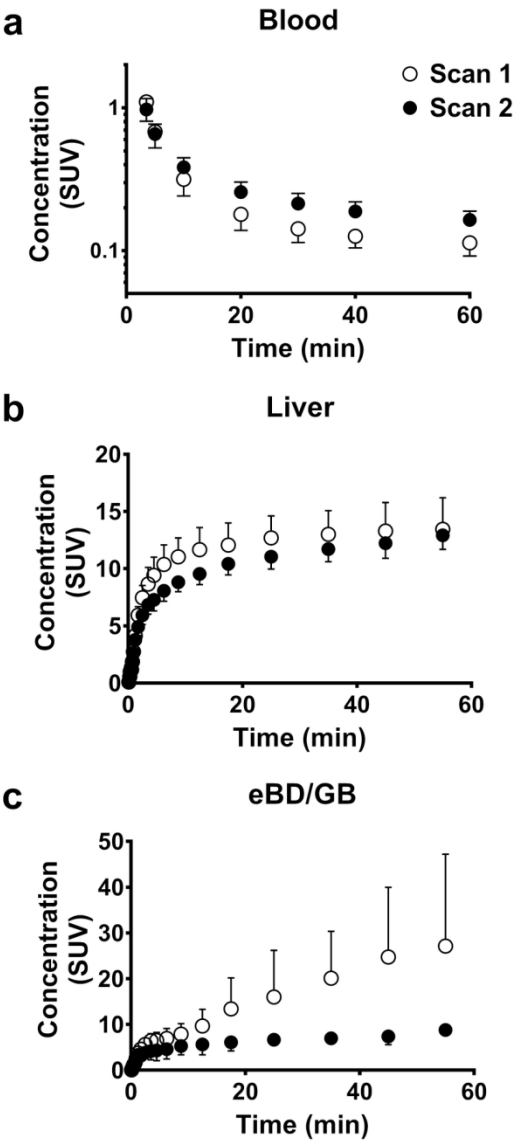 a
Blood
Scan 1
Scan 2
Concentration
(SUV)
1
0.1
0 20 40 60
Time (min)
b
Liver
Concentration
(SUV)
20
15
10
5
0
0 20 40 60
Time (min)
c
eBD/GB
Concentration
(SUV)
50
40
30
20
10
0
0 20 40 60
Time (min)